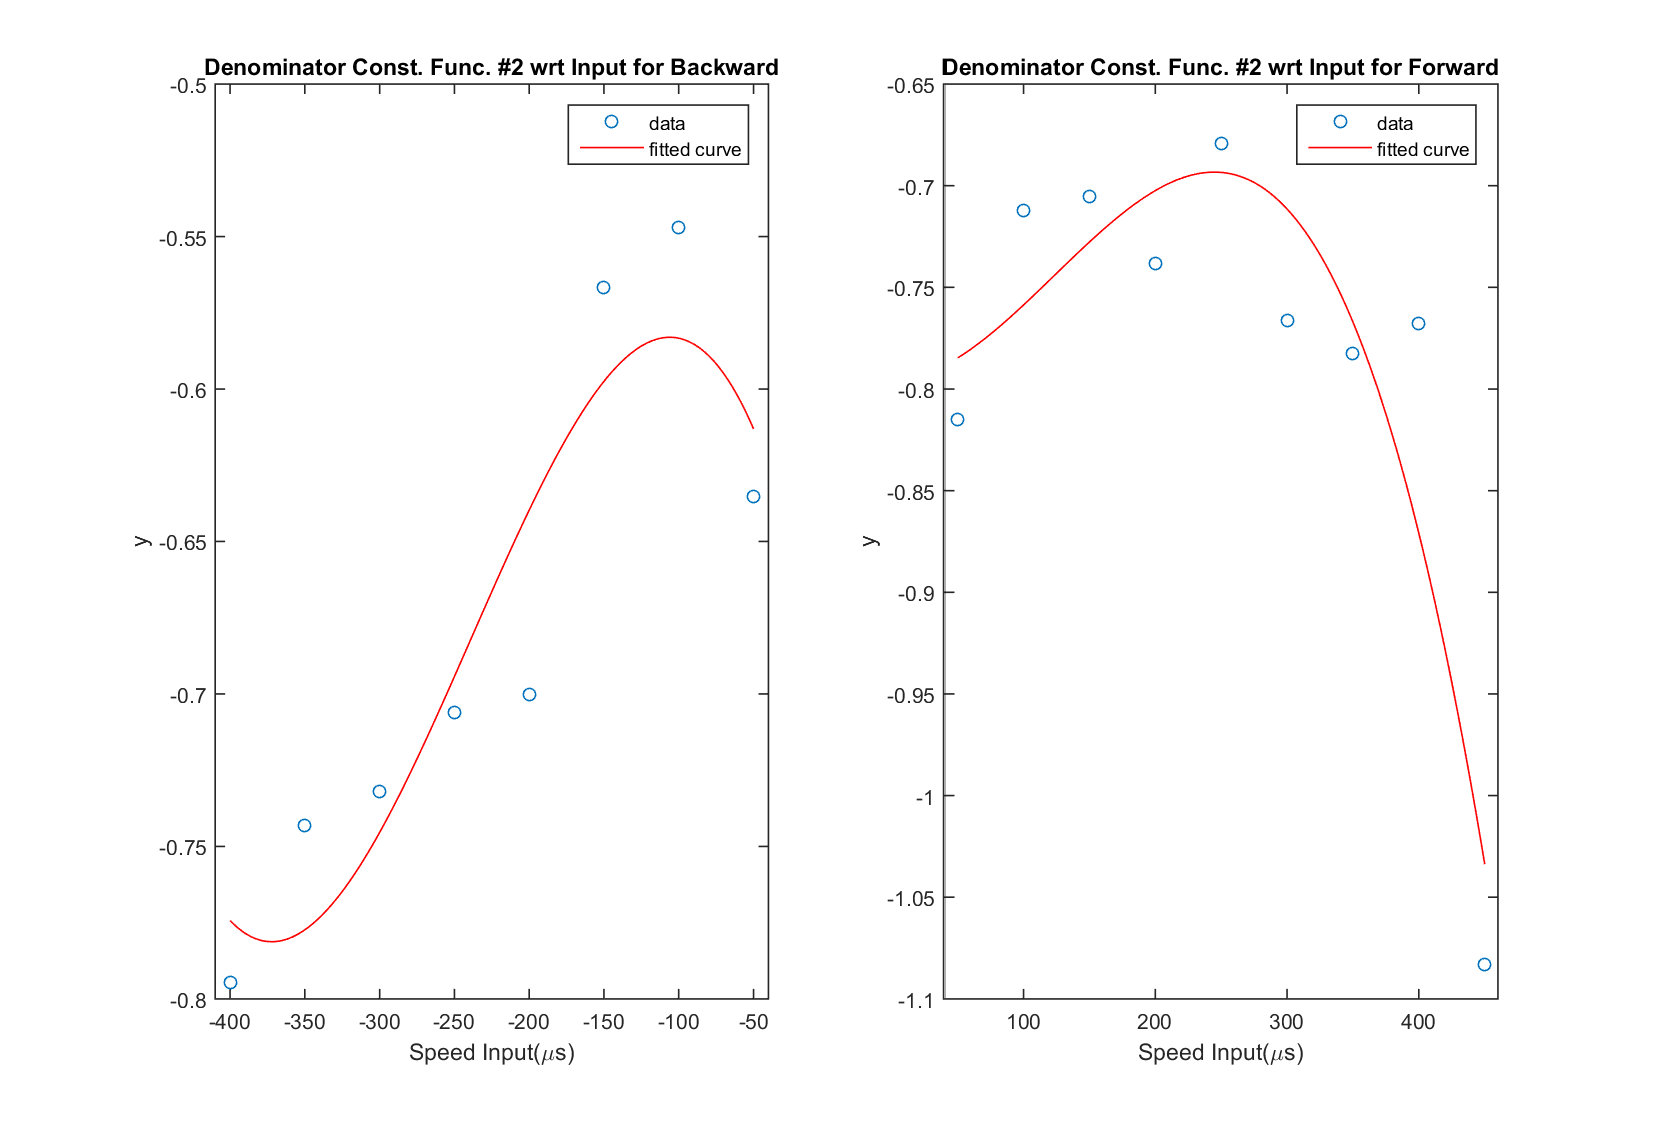 Denominator Const. Func. #2 wrt Input for Backward
-0.5
-0.55
-0.6
-0.65
-0.7
-0.75
-0.8
y
data
fitted curve
-400 -350 -300 -250 -200 -150 -100 -50
Speed Input(μs)
Denominator Const. Func. #2 wrt Input for Forward
-0.65
-0.7
-0.75
-0.8
-0.85
-0.9
-0.95
-1
-1.05
-1.1
y
data
fitted curve
100 200 300 400
Speed Input(μs)